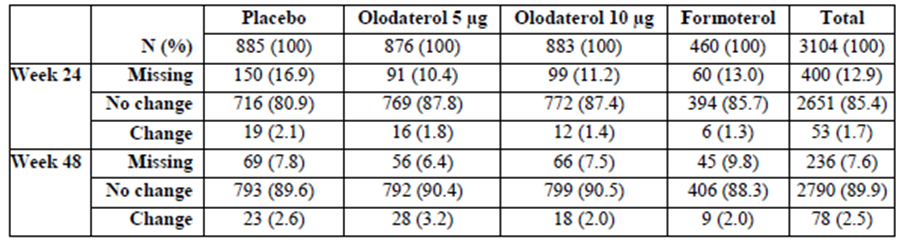 Placebo Olodaterol 5 µg Olodaterol 10 µg Formoterol Total
N (%) 885 (100) 876 (100) 883 (100) 460 (100) 3104 (100)
Week 24 Missing 150 (16.9) 91 (10.4) 99 (11.2) 60 (13.0) 400 (12.9)
No change 716 (80.9) 769 (87.8) 772 (87.4) 394 (85.7) 2651 (85.4)
Change 19 (2.1) 16 (1.8) 12 (1.4) 6 (1.3) 53 (1.7)
Week 48 Missing 69 (7.8) 56 (6.4) 66 (7.5) 45 (9.8) 236 (7.6)
No change 793 (89.6) 792 (90.4) 799 (90.5) 406 (88.3) 2790 (89.9)
Change 23 (2.6) 28 (3.2) 18 (2.0) 9 (2.0) 78 (2.5)